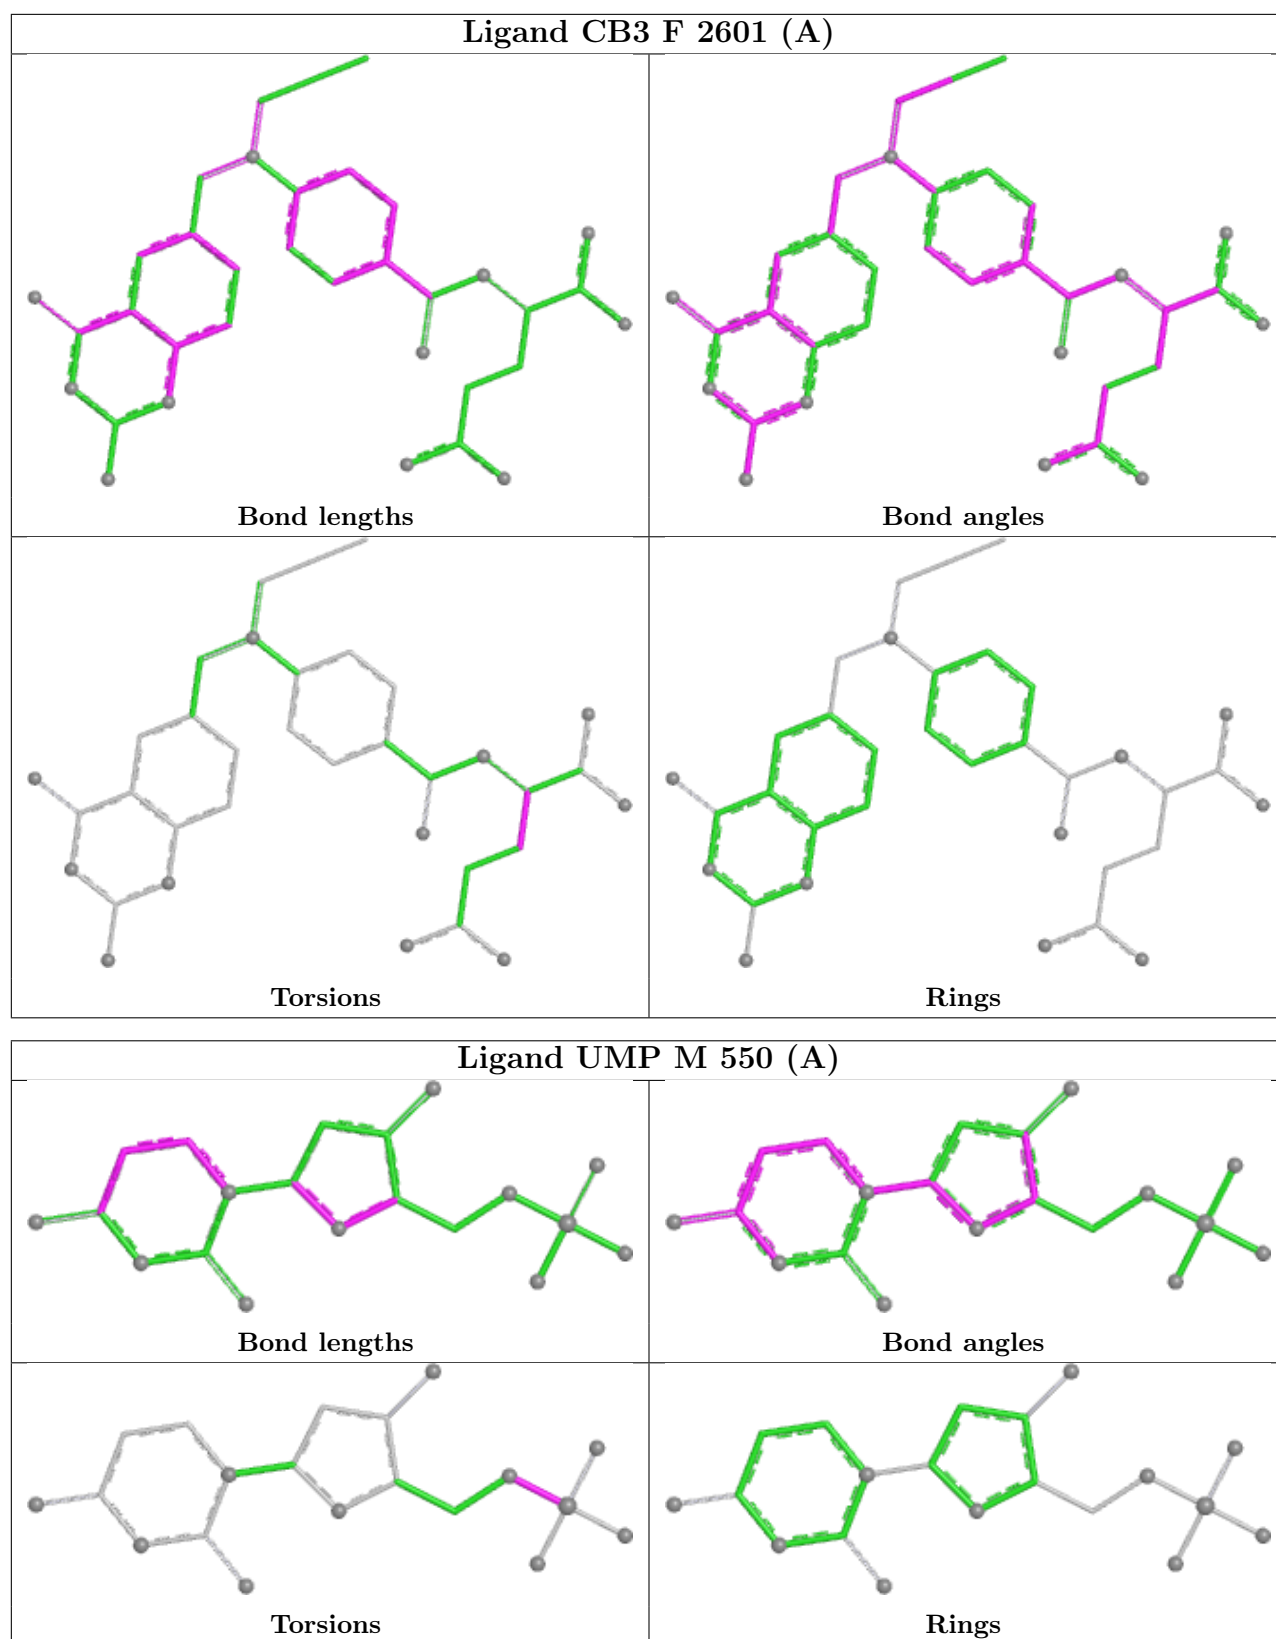 Ligand CB3 F 2601 (A)
Bond lengths
Bond angles
Torsions
Rings
Ligand UMP M 550 (A)
Bond lengths
Bond angles
Torsions
Rings